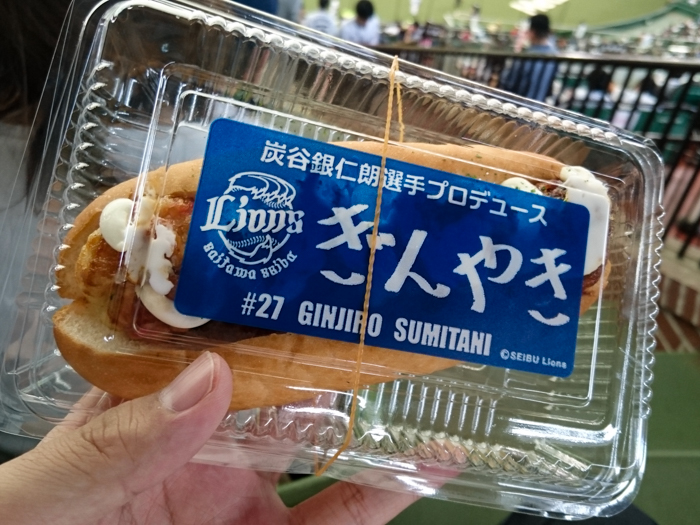 炭谷銀仁朗選手プロデュース
Lions
Saitama Seibu
ぎんやき
#27 GINJIRO SUMITANI
©SEIBU Lions